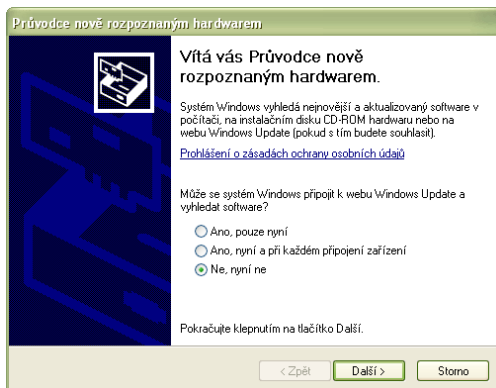 Průvodce nově rozpoznaným hardwarem
Vítá vás Průvodce nově
rozpoznaným hardwarem.
Systém Windows vyhledá nejnovější a aktualizovaný software v
počítači, na instalačním disku CD-ROM hardwaru nebo na
webu Windows Update (pokud s tím budete souhlasit).
Prohlášení o zásadách ochrany osobních údajů
Může se systém Windows připojit k webu Windows Update a
vyhledat software?
Ano, pouze nyní
Ano, nyní a při každém připojení zařízení
Ne, nyní ne
Pokračujte klepnutím na tlačítko Další.
< Zpět
Další >
Storno